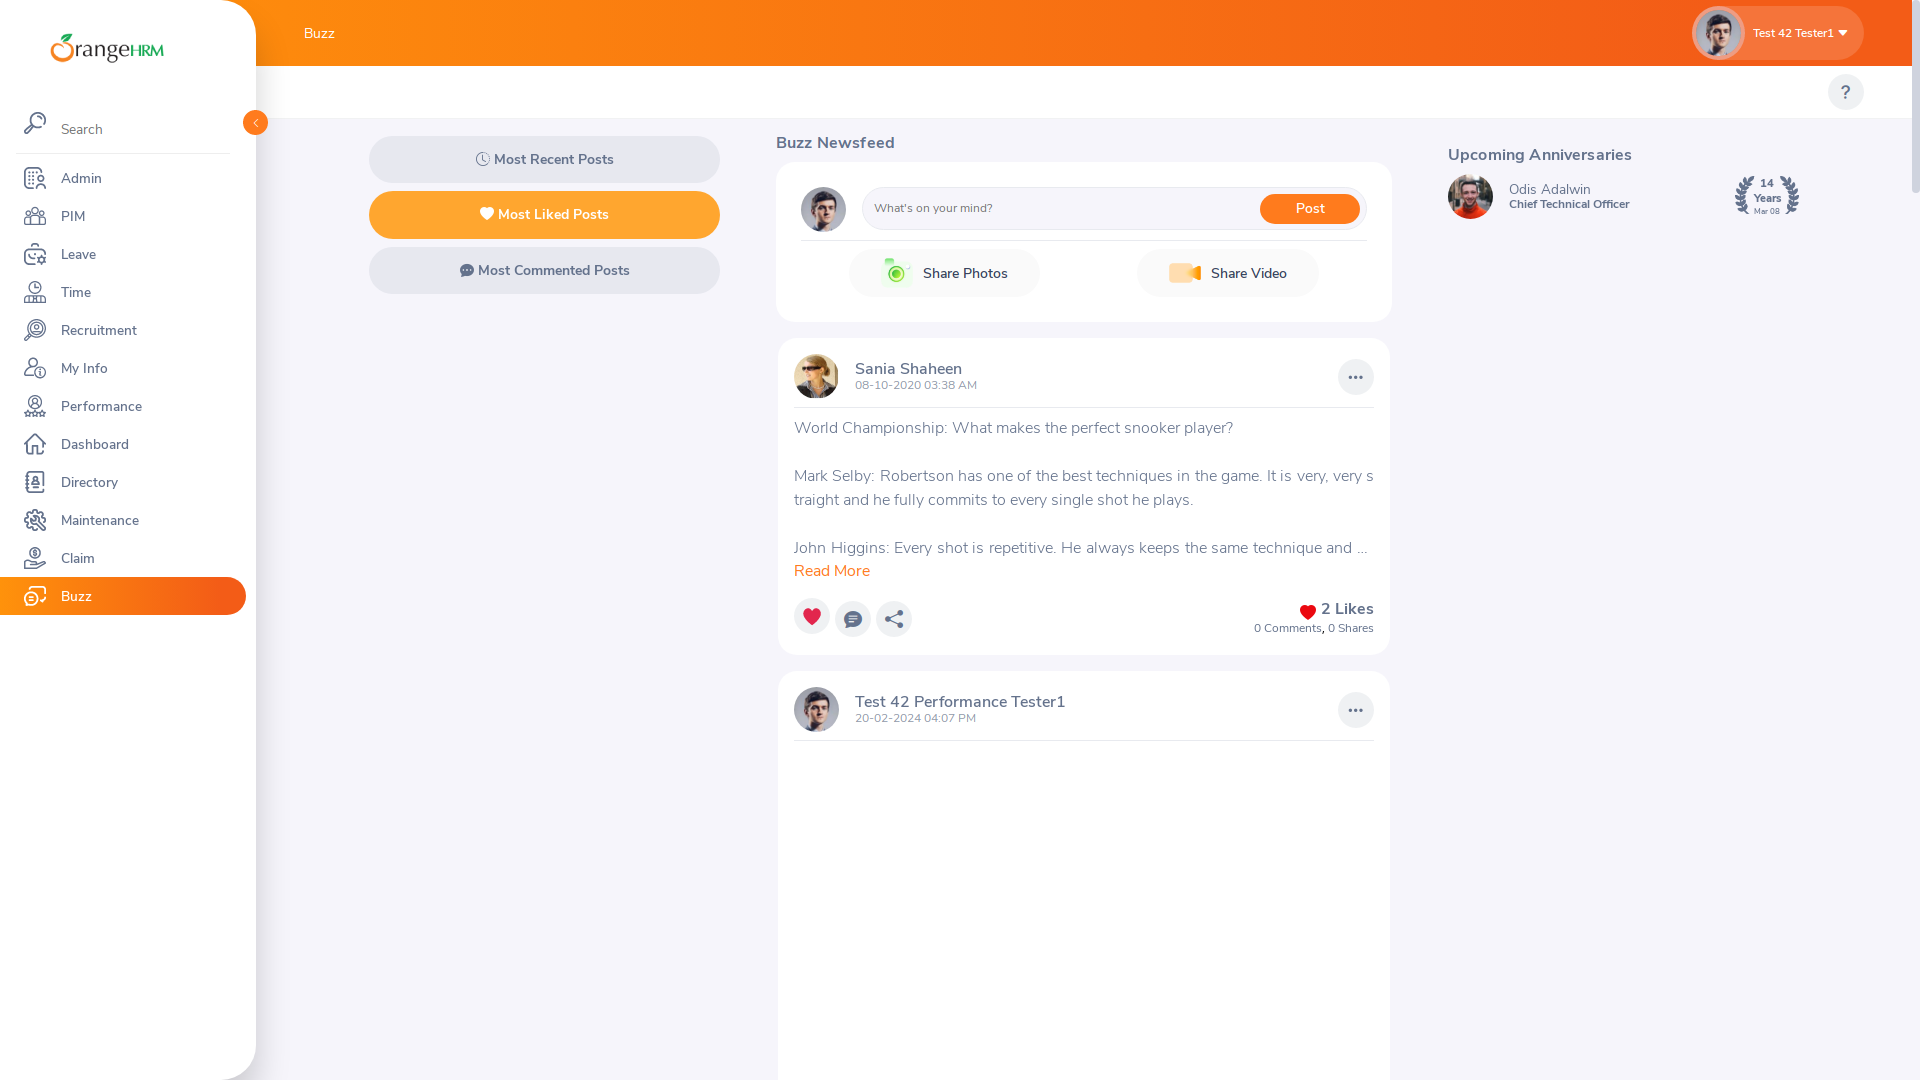 OrangeHRM
Search
Admin
PIM
Leave
Time
Recruitment
My Info
Performance
Dashboard
Directory
Maintenance
Claim
Buzz
Buzz
Test 42 Tester1
?
Most Recent Posts
Most Liked Posts
Most Commented Posts
Buzz Newsfeed
What's on your mind?
Post
Share Photos
Share Video
Sania Shaheen
08-10-2020 03:38 AM
World Championship: What makes the perfect snooker player?
Mark Selby: Robertson has one of the best techniques in the game. It is very, very s
traight and he fully commits to every single shot he plays.
John Higgins: Every shot is repetitive. He always keeps the same technique and ...
Read More
2 Likes
0 Comments, 0 Shares
Test 42 Performance Tester1
20-02-2024 04:07 PM
Upcoming Anniversaries
Odis Adalwin
Chief Technical Officer
14
Years
Mar 08